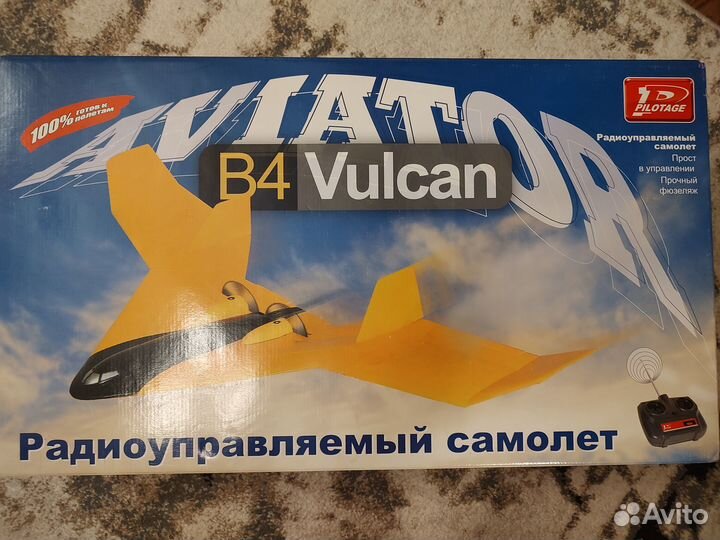 100% готов к
полетам
AVIATOR
B4 Vulcan
P
PILOTAGE
Радиоуправляемый
самолет
Прост
в управлении
Прочный
фюзеляж
Радиоуправляемый самолет
Avito